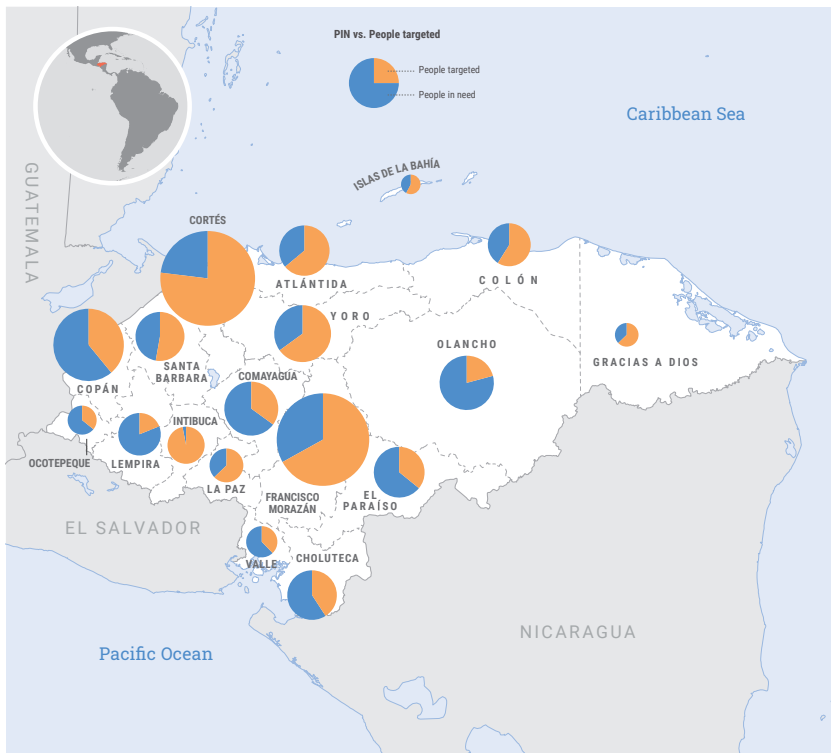 PIN vs. People targeted
People targeted
People in need
Caribbean Sea
ISLAS DE LA BAHÍA
GUATEMALA
CORTÉS
ATLÁNTIDA
COLÓN
YORO
OLANCHO
GRACIAS A DIOS
SANTA
BARBARA
COMAYAGUA
COPÁN
INTIBUCA
OCOTEPEQUE
LEMPIRA
LA PAZ
FRANCISCO
MORAZÁN
EL
PARAÍSO
EL SALVADOR
VALLE
CHOLUTECA
NICARAGUA
Pacific Ocean